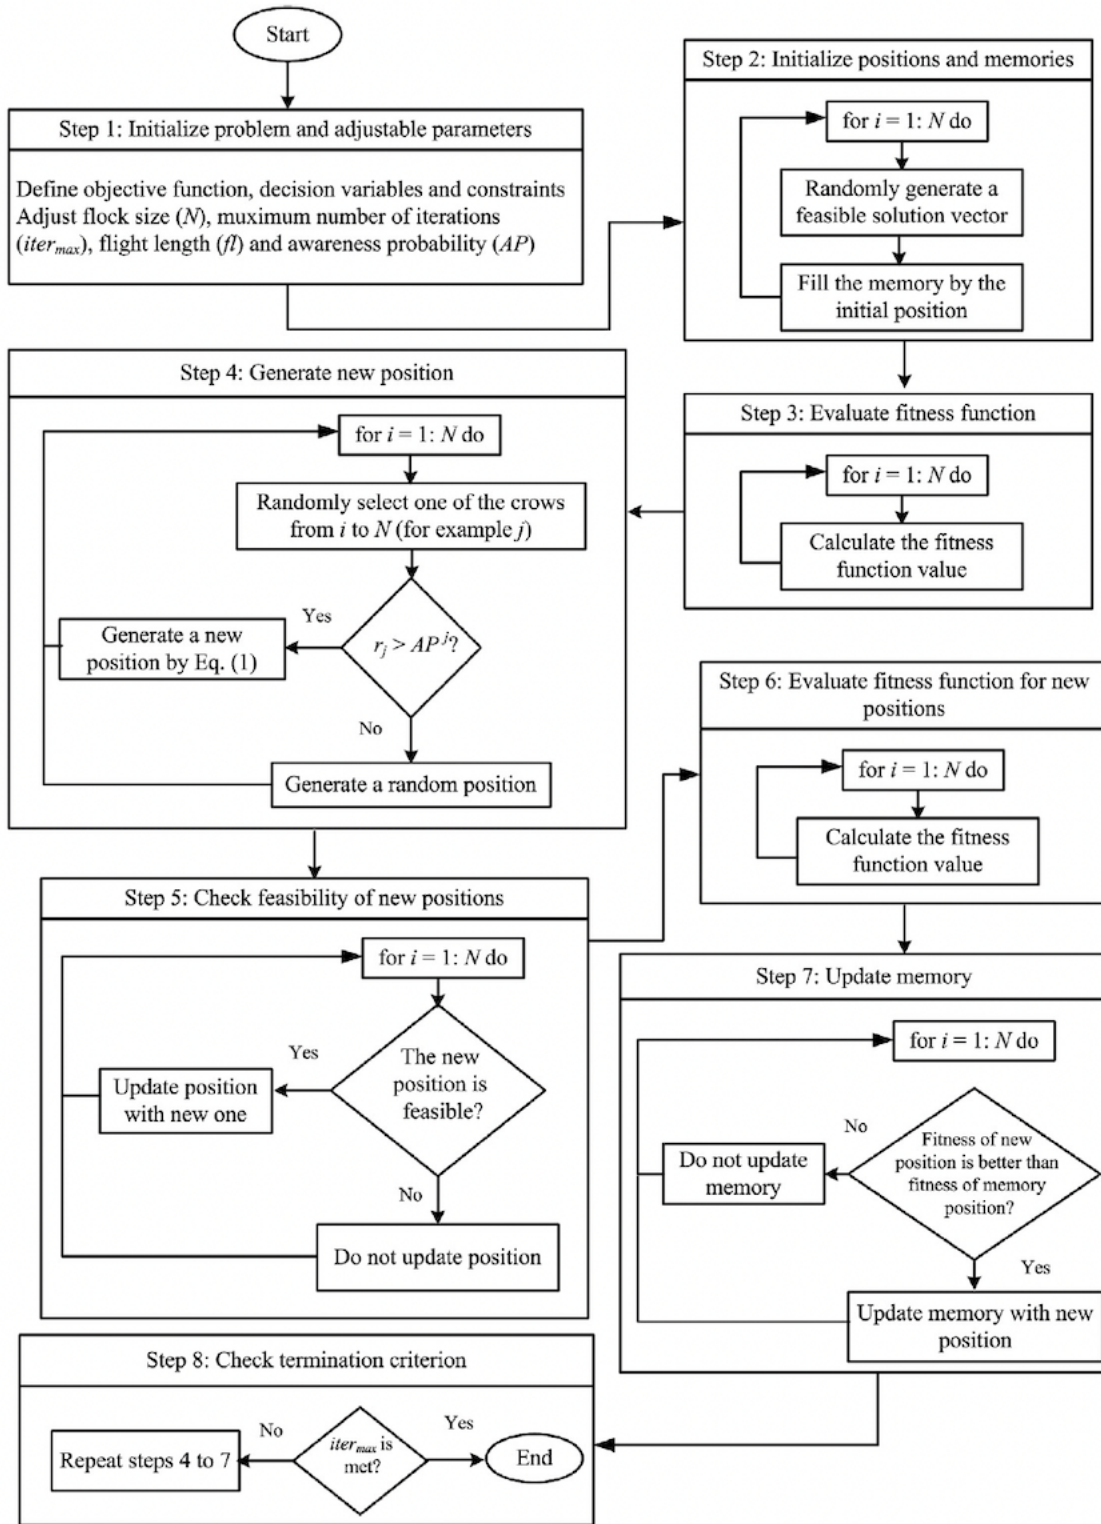 Start
Step 1: Initialize problem and adjustable parameters
Define objective function, decision variables and constraints
Adjust flock size (N), muximum number of iterations
(iter_max), flight length (fl) and awareness probability (AP)
Step 2: Initialize positions and memories
for i = 1: N do
Randomly generate a
feasible solution vector
Fill the memory by the
initial position
Step 3: Evaluate fitness function
for i = 1: N do
Calculate the fitness
function value
Step 4: Generate new position
for i = 1: N do
Randomly select one of the crows
from i to N (for example j)
r_j > AP^j?
Yes
Generate a new
position by Eq. (1)
No
Generate a random position
Step 5: Check feasibility of new positions
for i = 1: N do
The new
position is
feasible?
Yes
Update position
with new one
No
Do not update position
Step 6: Evaluate fitness function for new
positions
for i = 1: N do
Calculate the fitness
function value
Step 7: Update memory
for i = 1: N do
Fitness of new
position is better than
fitness of memory
position?
No
Do not update
memory
Yes
Update memory with new
position
Step 8: Check termination criterion
iter_max is
met?
No
Repeat steps 4 to 7
Yes
End